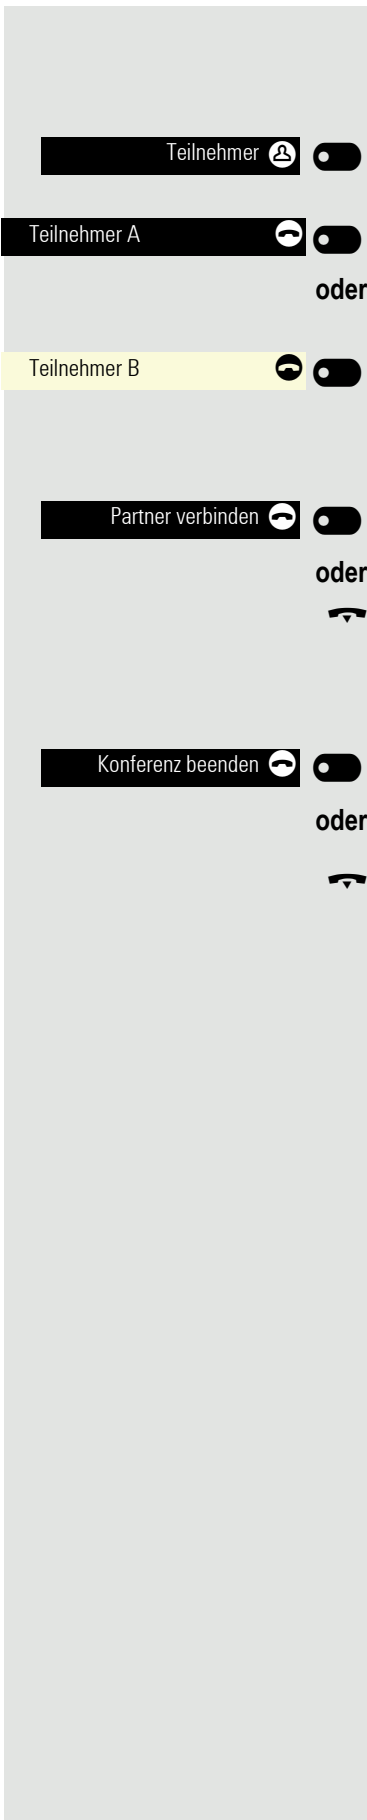 Teilnehmer
Teilnehmer A
oder
Teilnehmer B
Partner verbinden
oder
Konferenz beenden
oder